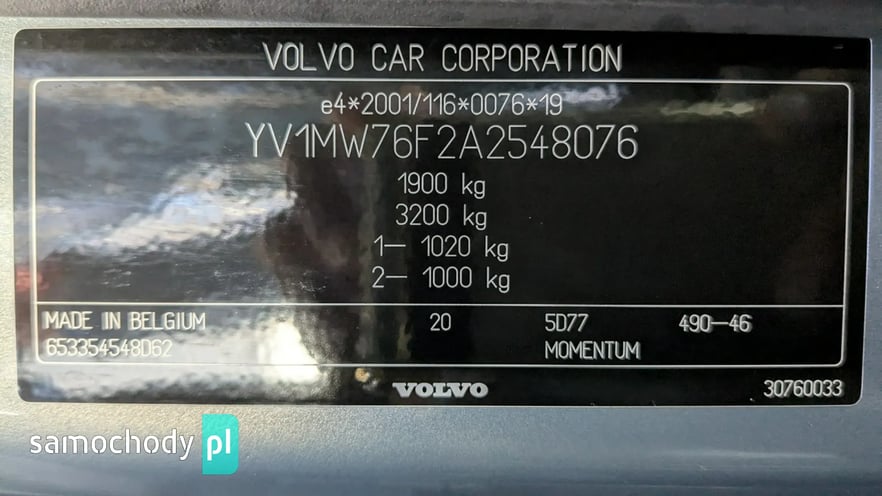 VOLVO CAR CORPORATION
e4*2001/116*0076*19
YV1MW76F2A2548076
1900 kg
3200 kg
1– 1020 kg
2– 1000 kg
MADE IN BELGIUM 20 5D77 490–46
653354548D62 MOMENTUM
VOLVO 30760033
samochody pl